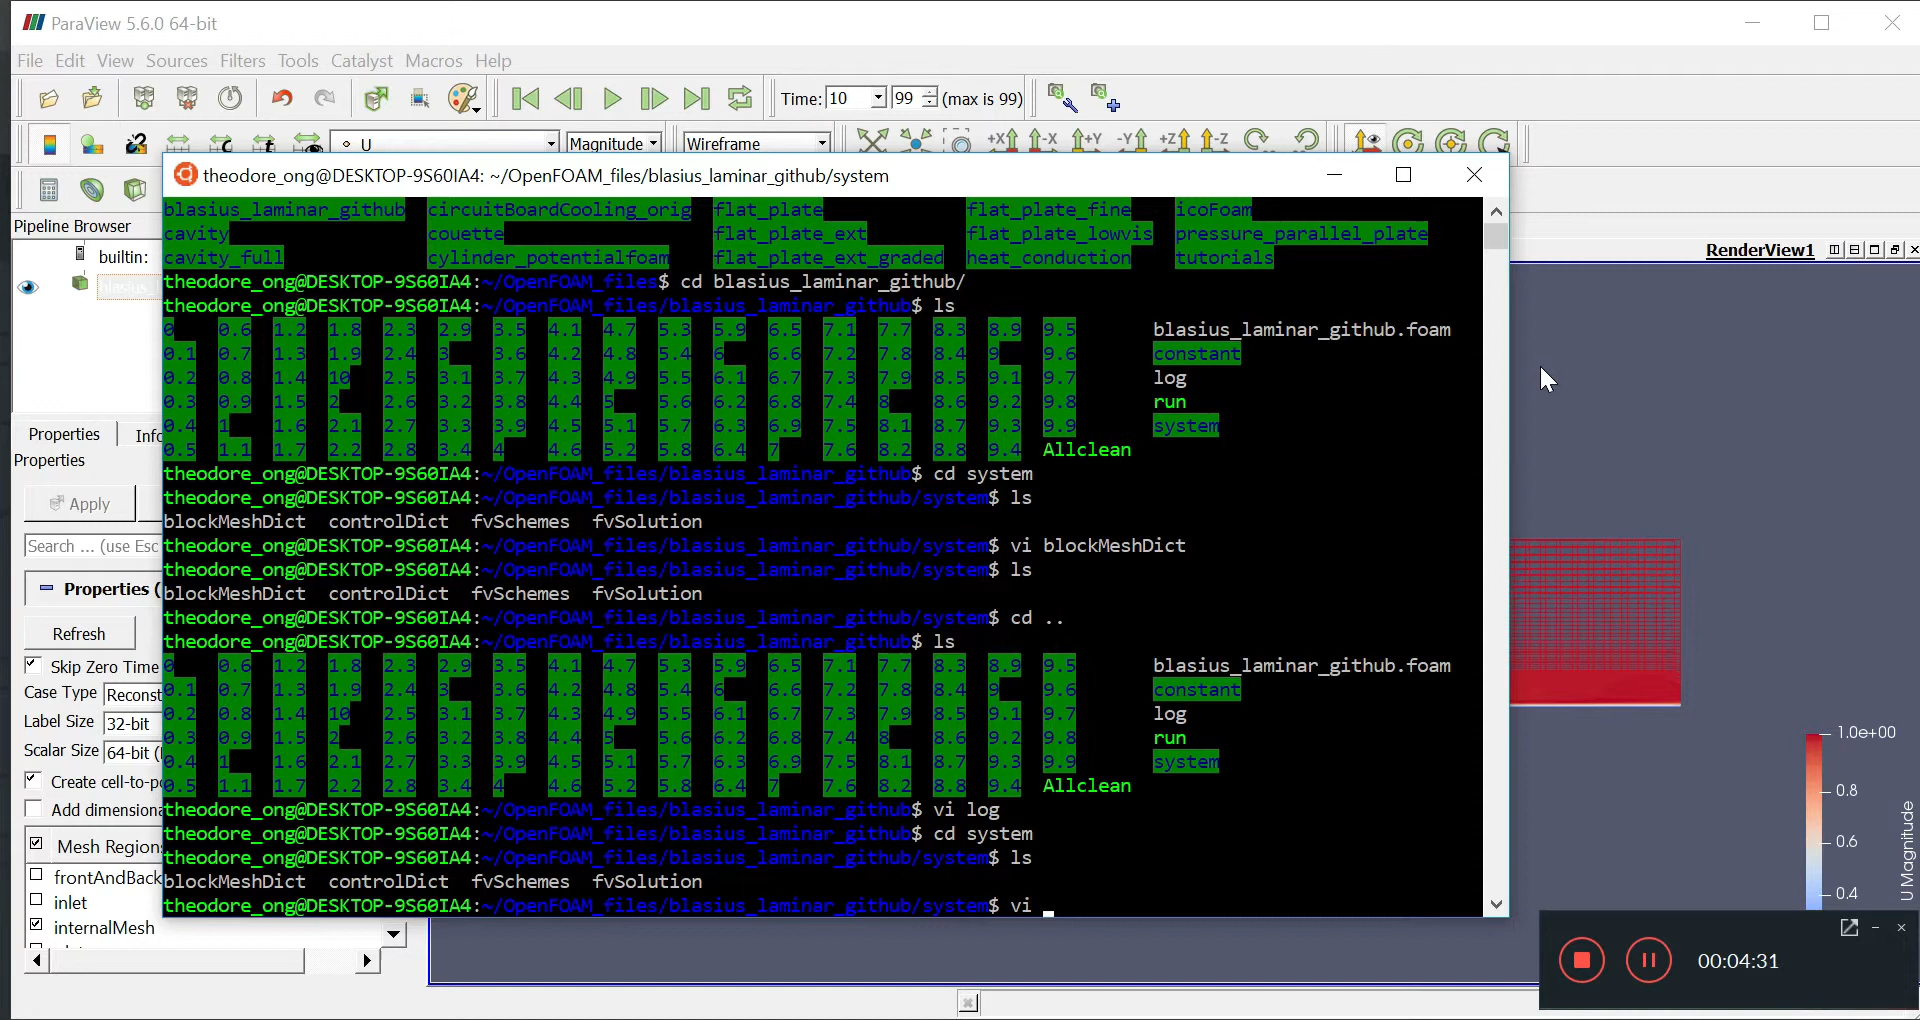 ParaView 5.6.0 64-bit
File Edit View Sources Filters Tools Catalyst Macros Help
Time: 10 99 (max is 99)
U Magnitude Wireframe +X -X +Y -Y +Z -Z
theodore_ong@DESKTOP-9S60IA4: ~/OpenFOAM_files/blasius_laminar_github/system
Pipeline Browser
builtin:
RenderView1
blasius_laminar_github circuitBoardCooling_orig flat_plate flat_plate_fine icoFoam
cavity couette flat_plate_ext flat_plate_lowvis pressure_parallel_plate
cavity_full cylinder_potentialfoam flat_plate_ext_graded heat_conduction tutorials
theodore_ong@DESKTOP-9S60IA4:~/OpenFOAM_files$ cd blasius_laminar_github/
theodore_ong@DESKTOP-9S60IA4:~/OpenFOAM_files/blasius_laminar_github$ ls
0 0.6 1.2 1.8 2.3 2.9 3.5 4.1 4.7 5.3 5.9 6.5 7.1 7.7 8.3 8.9 9.5 blasius_laminar_github.foam
0.1 0.7 1.3 1.9 2.4 3 3.6 4.2 4.8 5.4 6 6.6 7.2 7.8 8.4 9 9.6 constant
0.2 0.8 1.4 10 2.5 3.1 3.7 4.3 4.9 5.5 6.1 6.7 7.3 7.9 8.5 9.1 9.7 log
0.3 0.9 1.5 2 2.6 3.2 3.8 4.4 5 5.6 6.2 6.8 7.4 8 8.6 9.2 9.8 run
0.4 1 1.6 2.1 2.7 3.3 3.9 4.5 5.1 5.7 6.3 6.9 7.5 8.1 8.7 9.3 9.9 system
0.5 1.1 1.7 2.2 2.8 3.4 4 4.6 5.2 5.8 6.4 7 7.6 8.2 8.8 9.4 Allclean
theodore_ong@DESKTOP-9S60IA4:~/OpenFOAM_files/blasius_laminar_github$ cd system
theodore_ong@DESKTOP-9S60IA4:~/OpenFOAM_files/blasius_laminar_github/system$ ls
blockMeshDict controlDict fvSchemes fvSolution
theodore_ong@DESKTOP-9S60IA4:~/OpenFOAM_files/blasius_laminar_github/system$ vi blockMeshDict
theodore_ong@DESKTOP-9S60IA4:~/OpenFOAM_files/blasius_laminar_github/system$ ls
blockMeshDict controlDict fvSchemes fvSolution
theodore_ong@DESKTOP-9S60IA4:~/OpenFOAM_files/blasius_laminar_github/system$ cd ..
theodore_ong@DESKTOP-9S60IA4:~/OpenFOAM_files/blasius_laminar_github$ ls
0 0.6 1.2 1.8 2.3 2.9 3.5 4.1 4.7 5.3 5.9 6.5 7.1 7.7 8.3 8.9 9.5 blasius_laminar_github.foam
0.1 0.7 1.3 1.9 2.4 3 3.6 4.2 4.8 5.4 6 6.6 7.2 7.8 8.4 9 9.6 constant
0.2 0.8 1.4 10 2.5 3.1 3.7 4.3 4.9 5.5 6.1 6.7 7.3 7.9 8.5 9.1 9.7 log
0.3 0.9 1.5 2 2.6 3.2 3.8 4.4 5 5.6 6.2 6.8 7.4 8 8.6 9.2 9.8 run
0.4 1 1.6 2.1 2.7 3.3 3.9 4.5 5.1 5.7 6.3 6.9 7.5 8.1 8.7 9.3 9.9 system
0.5 1.1 1.7 2.2 2.8 3.4 4 4.6 5.2 5.8 6.4 7 7.6 8.2 8.8 9.4 Allclean
theodore_ong@DESKTOP-9S60IA4:~/OpenFOAM_files/blasius_laminar_github$ vi log
theodore_ong@DESKTOP-9S60IA4:~/OpenFOAM_files/blasius_laminar_github$ cd system
theodore_ong@DESKTOP-9S60IA4:~/OpenFOAM_files/blasius_laminar_github/system$ ls
blockMeshDict controlDict fvSchemes fvSolution
theodore_ong@DESKTOP-9S60IA4:~/OpenFOAM_files/blasius_laminar_github/system$ vi
Properties Info
Properties
Apply
Search ... (use Esc
Properties (
Refresh
Skip Zero Time
Case Type Reconst
Label Size 32-bit
Scalar Size 64-bit (
Create cell-to-po
Add dimensiona
Mesh Regions
frontAndBack
inlet
internalMesh
1.0e+00
0.8
0.6
0.4
U Magnitude
00:04:31